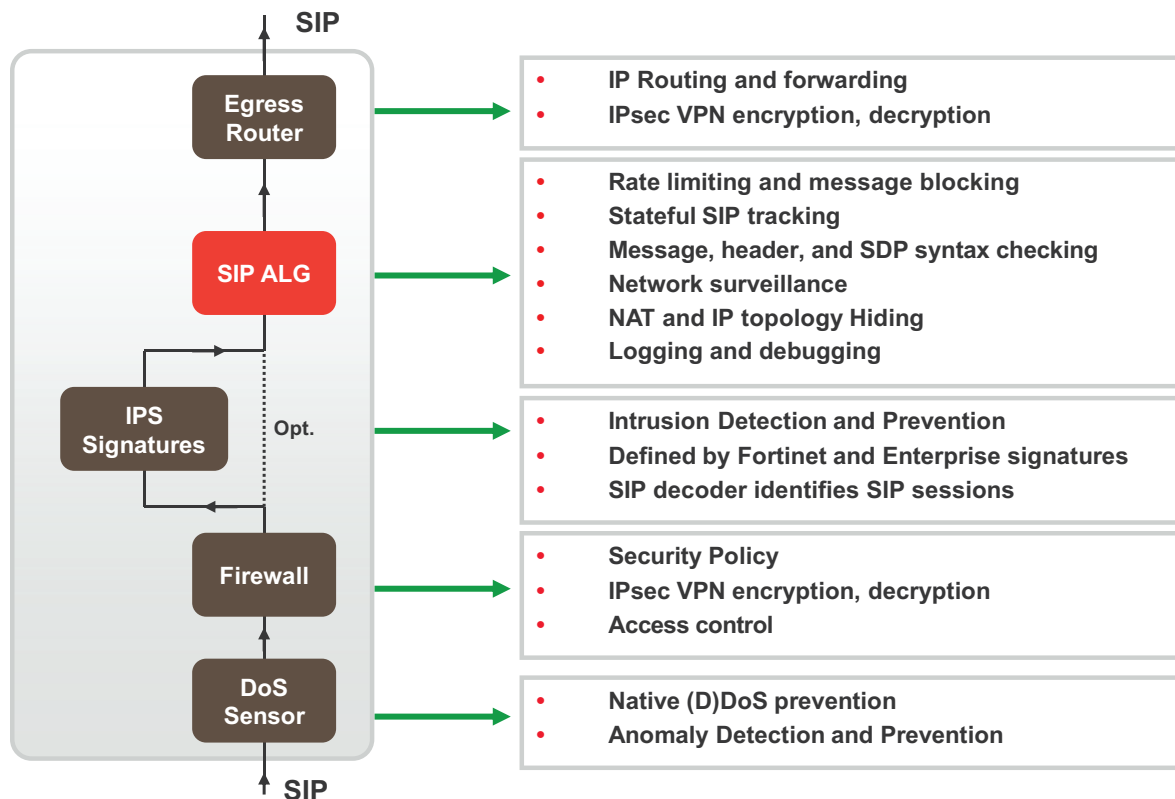 SIP
Egress
Router
• IP Routing and forwarding
• IPsec VPN encryption, decryption
SIP ALG
• Rate limiting and message blocking
• Stateful SIP tracking
• Message, header, and SDP syntax checking
• Network surveillance
• NAT and IP topology Hiding
• Logging and debugging
IPS
Signatures
Opt.
• Intrusion Detection and Prevention
• Defined by Fortinet and Enterprise signatures
• SIP decoder identifies SIP sessions
Firewall
• Security Policy
• IPsec VPN encryption, decryption
• Access control
DoS
Sensor
• Native (D)DoS prevention
• Anomaly Detection and Prevention
SIP